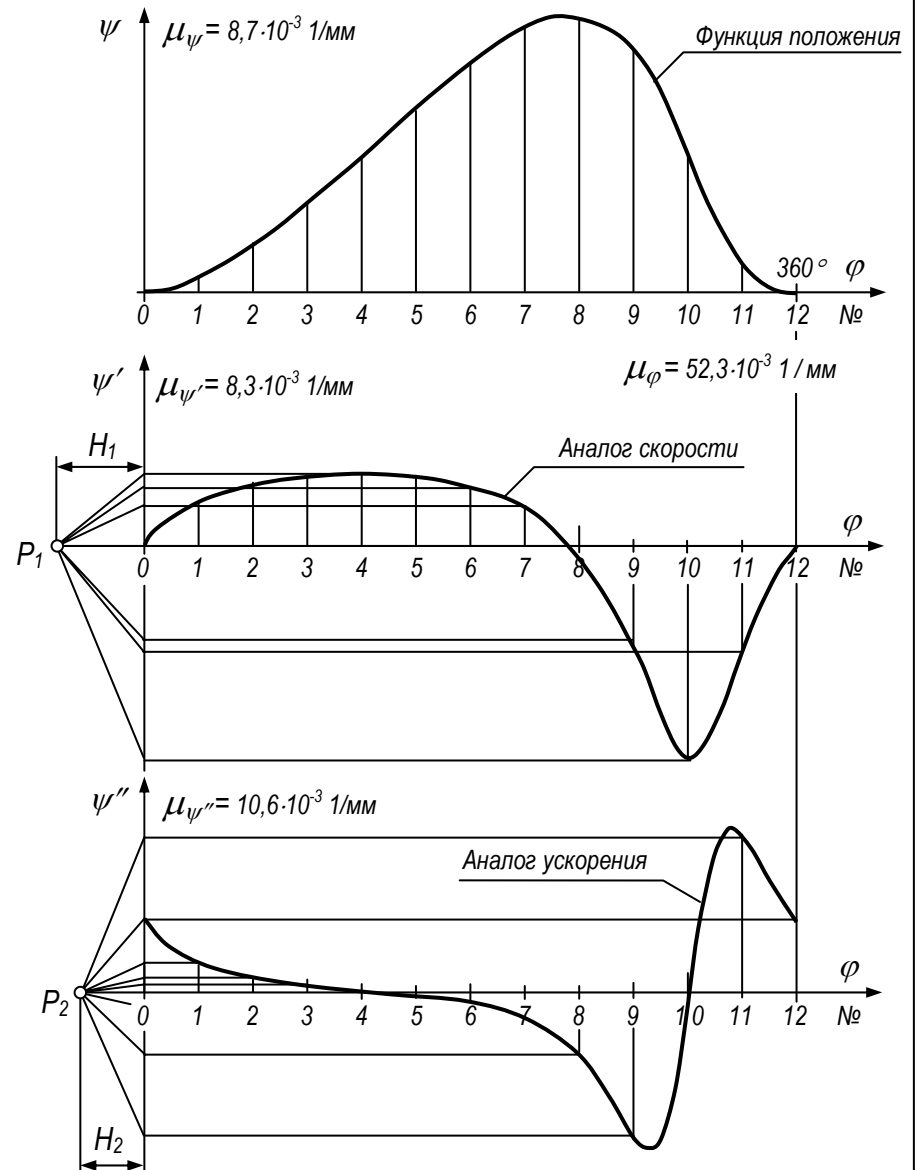 ψ μψ = 8,7·10⁻³ 1/мм
Функция положения
360° φ
0 1 2 3 4 5 6 7 8 9 10 11 12 №
ψ′ μψ′ = 8,3·10⁻³ 1/мм
μφ = 52,3·10⁻³ 1 / мм
H₁
Аналог скорости
P₁
φ
0 1 2 3 4 5 6 7 8 9 10 11 12 №
ψ″ μψ″ = 10,6·10⁻³ 1/мм
Аналог ускорения
P₂
φ
0 1 2 3 4 5 6 7 8 9 10 11 12 №
H₂